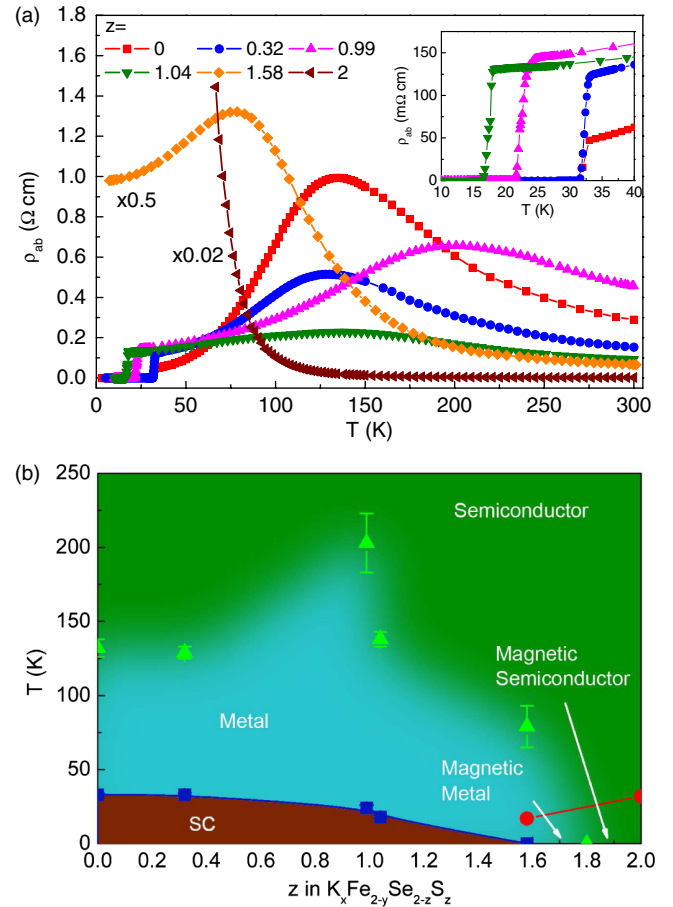 (a)
1.8
1.6
1.4
1.2
1.0
0.8
0.6
0.4
0.2
0.0
ρab (Ω cm)
z=
0 0.32 0.99
1.04 1.58 2
x0.5
x0.02
0 50 100 150 200 250 300
T (K)
150
100
50
0
ρab (mΩ cm)
10 15 20 25 30 35 40
T (K)
(b)
250
200
150
100
50
0
T (K)
Semiconductor
Magnetic
Semiconductor
Metal
Magnetic
Metal
SC
0.0 0.2 0.4 0.6 0.8 1.0 1.2 1.4 1.6 1.8 2.0
z in KxFe2-ySe2-zSz